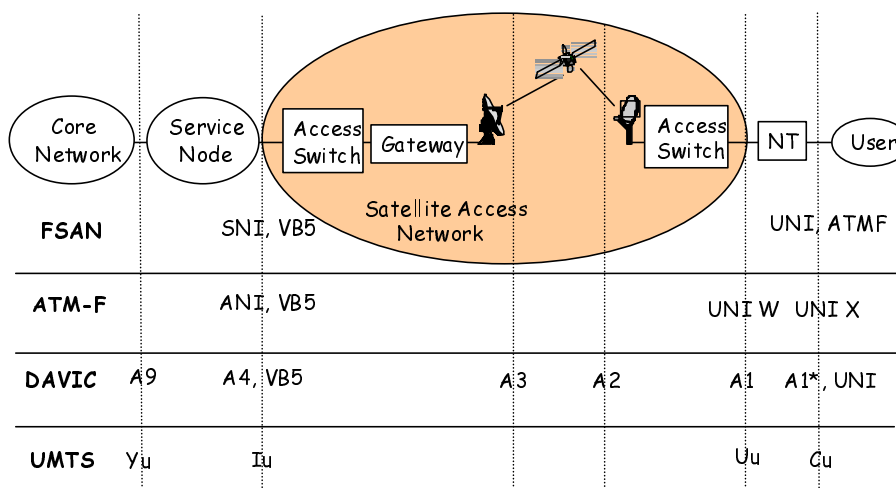 Core
Network
Service
Node
Access
Switch
Gateway
Access
Switch
NT
User
Satellite Access
Network
FSAN
SNI, VB5
UNI, ATMF
ATM-F
ANI, VB5
UNI W
UNI X
DAVIC
A9
A4, VB5
A3
A2
A1
A1*, UNI
UMTS
Yu
Iu
Uu
Cu